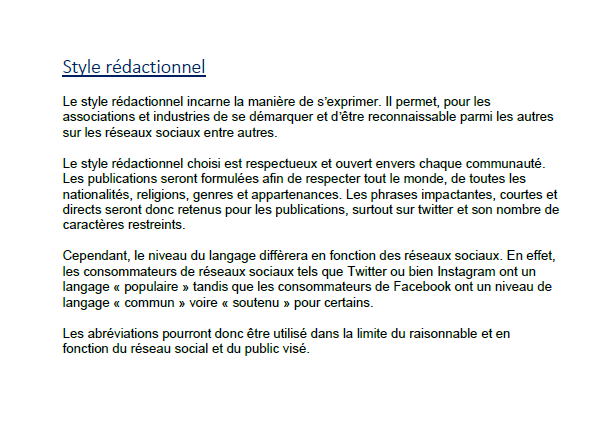 Style rédactionnel
Le style rédactionnel incarne la manière de s’exprimer. Il permet, pour les
associations et industries de se démarquer et d’être reconnaissable parmi les autres
sur les réseaux sociaux entre autres.
Le style rédactionnel choisi est respectueux et ouvert envers chaque communauté.
Les publications seront formulées afin de respecter tout le monde, de toutes les
nationalités, religions, genres et appartenances. Les phrases impactantes, courtes et
directs seront donc retenus pour les publications, surtout sur twitter et son nombre de
caractères restreints.
Cependant, le niveau du langage diffèrera en fonction des réseaux sociaux. En effet,
les consommateurs de réseaux sociaux tels que Twitter ou bien Instagram ont un
langage « populaire » tandis que les consommateurs de Facebook ont un niveau de
langage « commun » voire « soutenu » pour certains.
Les abréviations pourront donc être utilisé dans la limite du raisonnable et en
fonction du réseau social et du public visé.